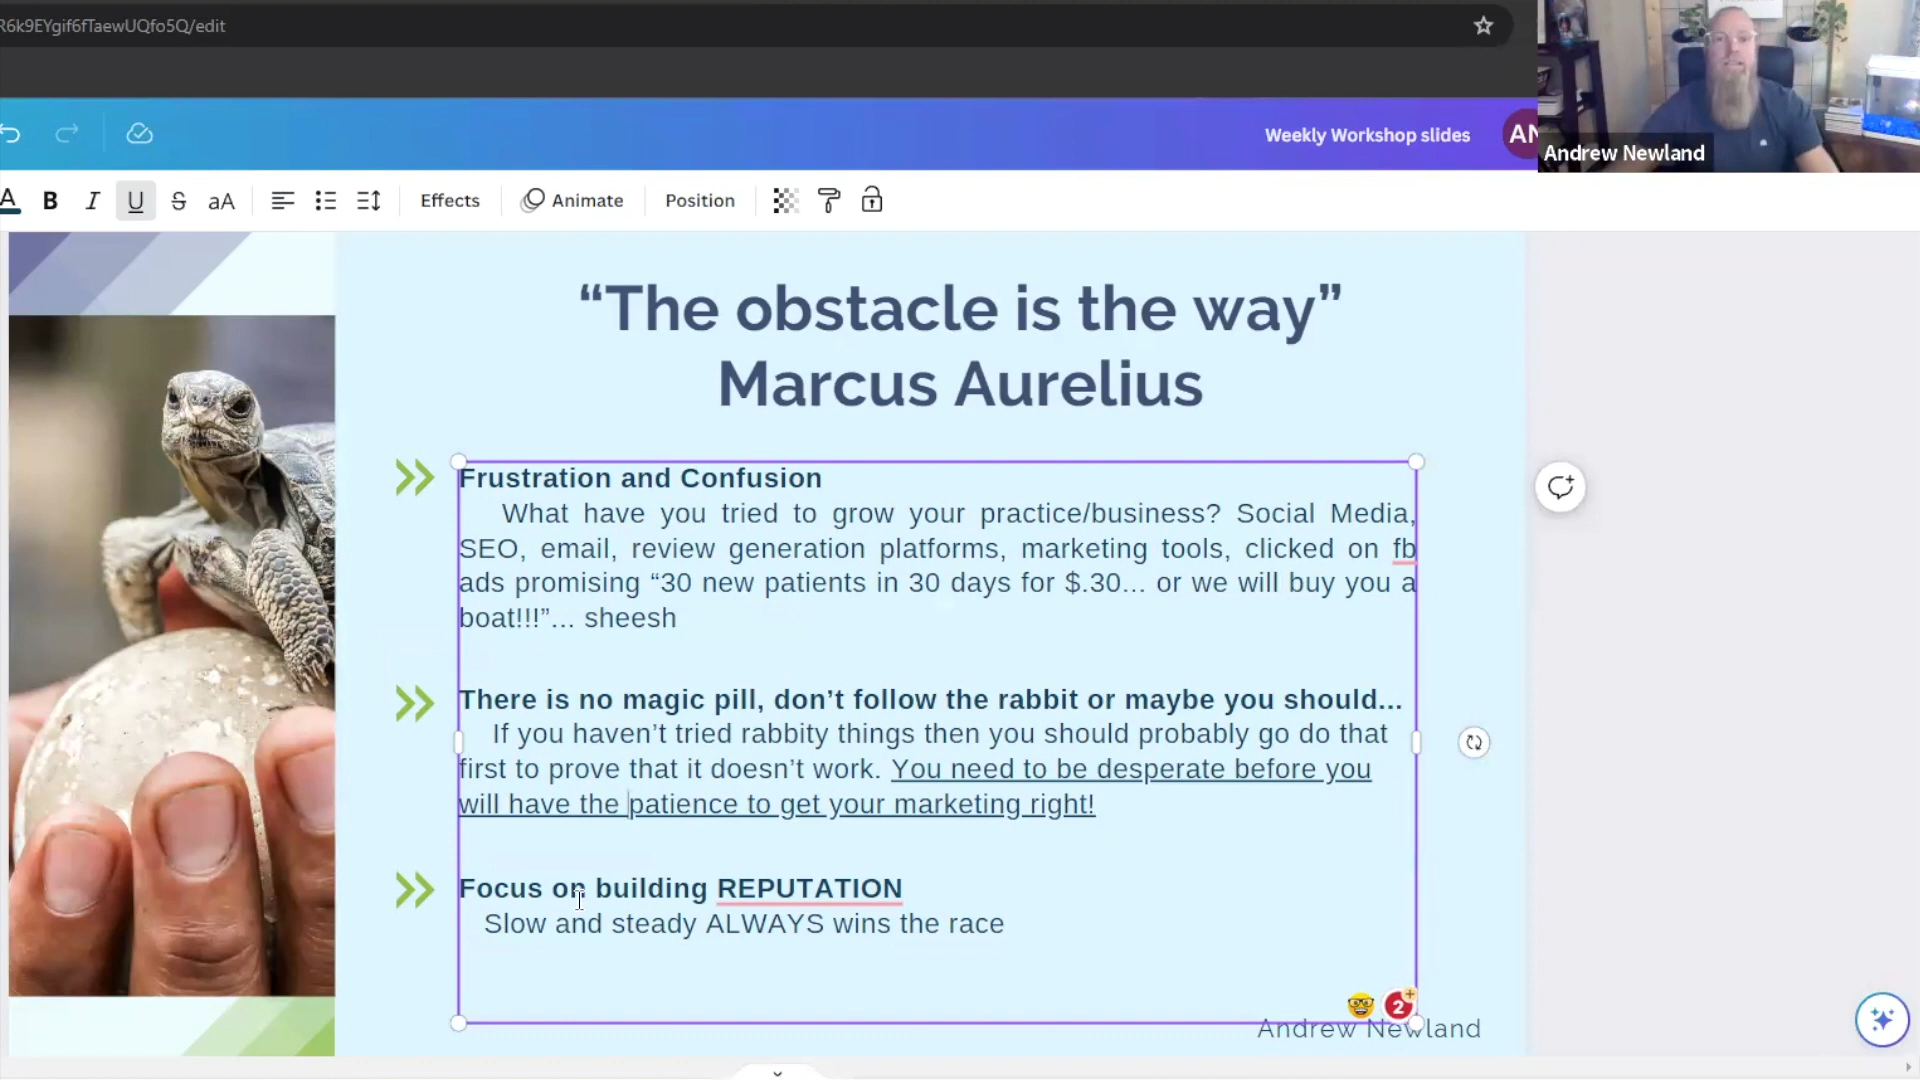 R6k9EYgif6fTaewUQfo5Q/edit
Weekly Workshop slides
AN
Andrew Newland
A B I U S aA
Effects
Animate
Position
“The obstacle is the way”
Marcus Aurelius
Frustration and Confusion
What have you tried to grow your practice/business? Social Media,
SEO, email, review generation platforms, marketing tools, clicked on fb
ads promising “30 new patients in 30 days for $.30... or we will buy you a
boat!!!”... sheesh
There is no magic pill, don’t follow the rabbit or maybe you should...
If you haven’t tried rabbity things then you should probably go do that
first to prove that it doesn’t work. You need to be desperate before you
will have the patience to get your marketing right!
Focus on building REPUTATION
Slow and steady ALWAYS wins the race
2
Andrew Newland